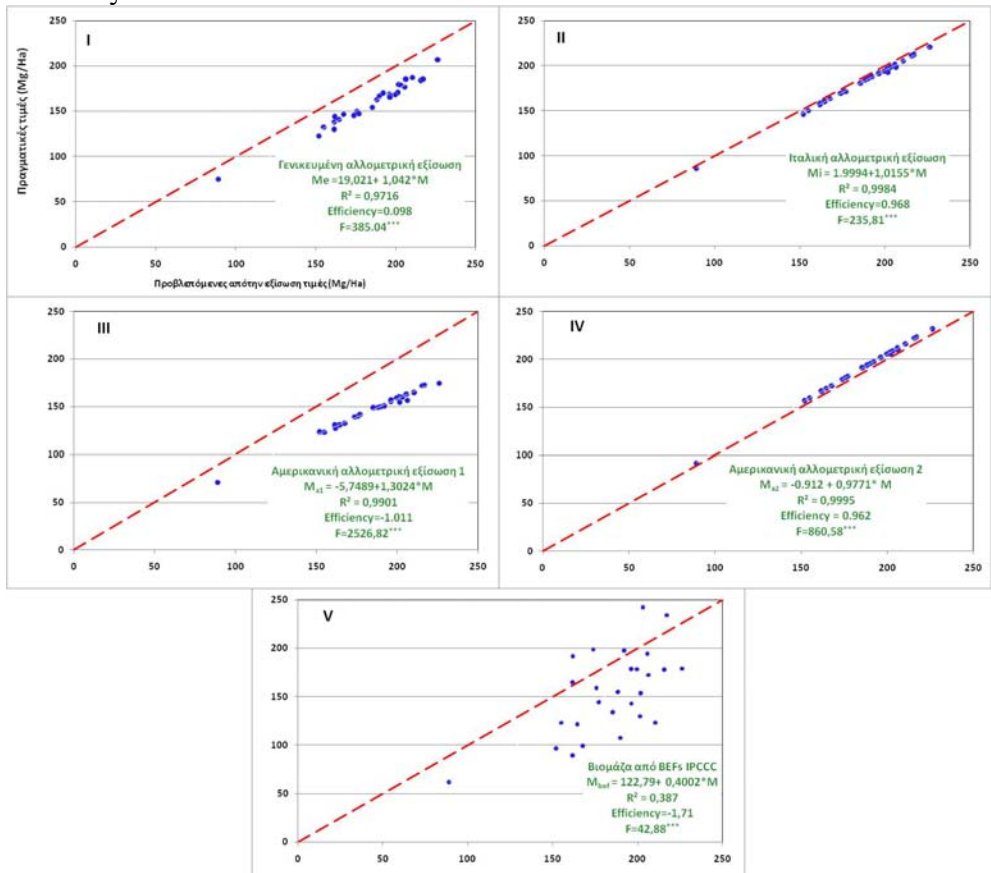 I
250
200
150
100
50
0
0
50
100
150
200
250
Πραγματικές τιμές (Mg/Ha)
Προβλεπόμενες απότην εξίσωση τιμές (Mg/Ha)
Γενικευμένη αλλομετρική εξίσωση
Me =19,021+ 1,042*M
R² = 0,9716
Efficiency=0.098
F=385.04***
II
250
200
150
100
50
0
0
50
100
150
200
250
Ιταλική αλλομετρική εξίσωση
Mi = 1.9994+1,0155*M
R² = 0,9984
Efficiency=0.968
F=235,81***
III
250
200
150
100
50
0
0
50
100
150
200
250
Αμερικανική αλλομετρική εξίσωση 1
Ma1 = -5,7489+1,3024*M
R² = 0,9901
Efficiency=-1.011
F=2526,82***
IV
250
200
150
100
50
0
0
50
100
150
200
250
Αμερικανική αλλομετρική εξίσωση 2
Ma2 = -0.912 + 0,9771* M
R² = 0,9995
Efficiency = 0.962
F=860,58***
V
250
200
150
100
50
0
0
50
100
150
200
250
Βιομάζα από BEFs IPCCC
Mbef = 122,79+ 0,4002*M
R² = 0,387
Efficiency=-1,71
F=42,88***